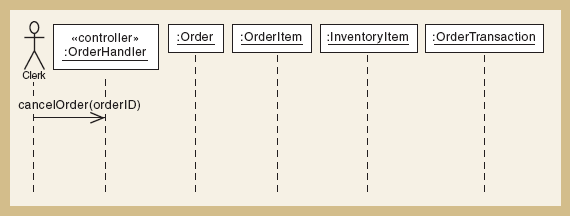 «controller»
:OrderHandler
:Order
:OrderItem
:InventoryItem
:OrderTransaction
Clerk
cancelOrder(orderID)